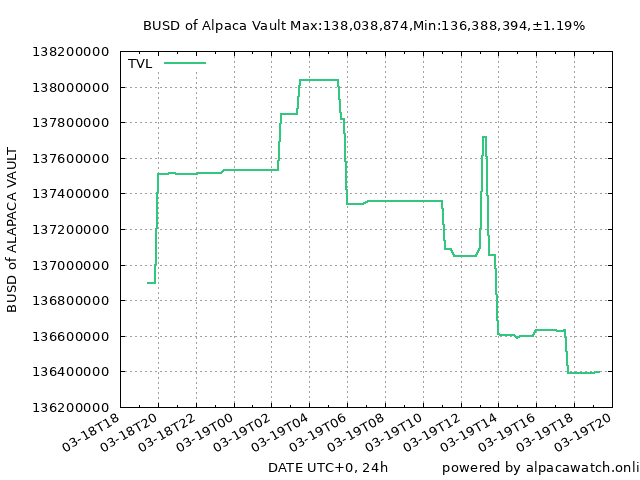 BUSD of Alpaca Vault Max:138,038,874,Min:136,388,394,±1.19%
TVL
BUSD of ALAPACA VAULT
138200000
138000000
137800000
137600000
137400000
137200000
137000000
136800000
136600000
136400000
136200000
03-18T18
03-18T20
03-18T22
03-19T00
03-19T02
03-19T04
03-19T06
03-19T08
03-19T10
03-19T12
03-19T14
03-19T16
03-19T18
03-19T20
DATE UTC+0, 24h
powered by alpacawatch.onli